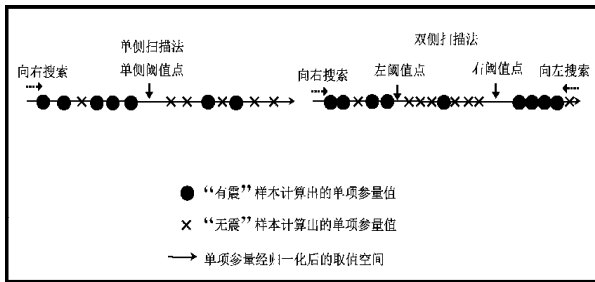 单侧扫描法
双侧扫描法
向右搜索
单侧阈值点
向右搜索
左阈值点
右阈值点
向左搜索
“有震”样本计算出的单项参量值
“无震”样本计算出的单项参量值
单项参量经归一化后的取值空间